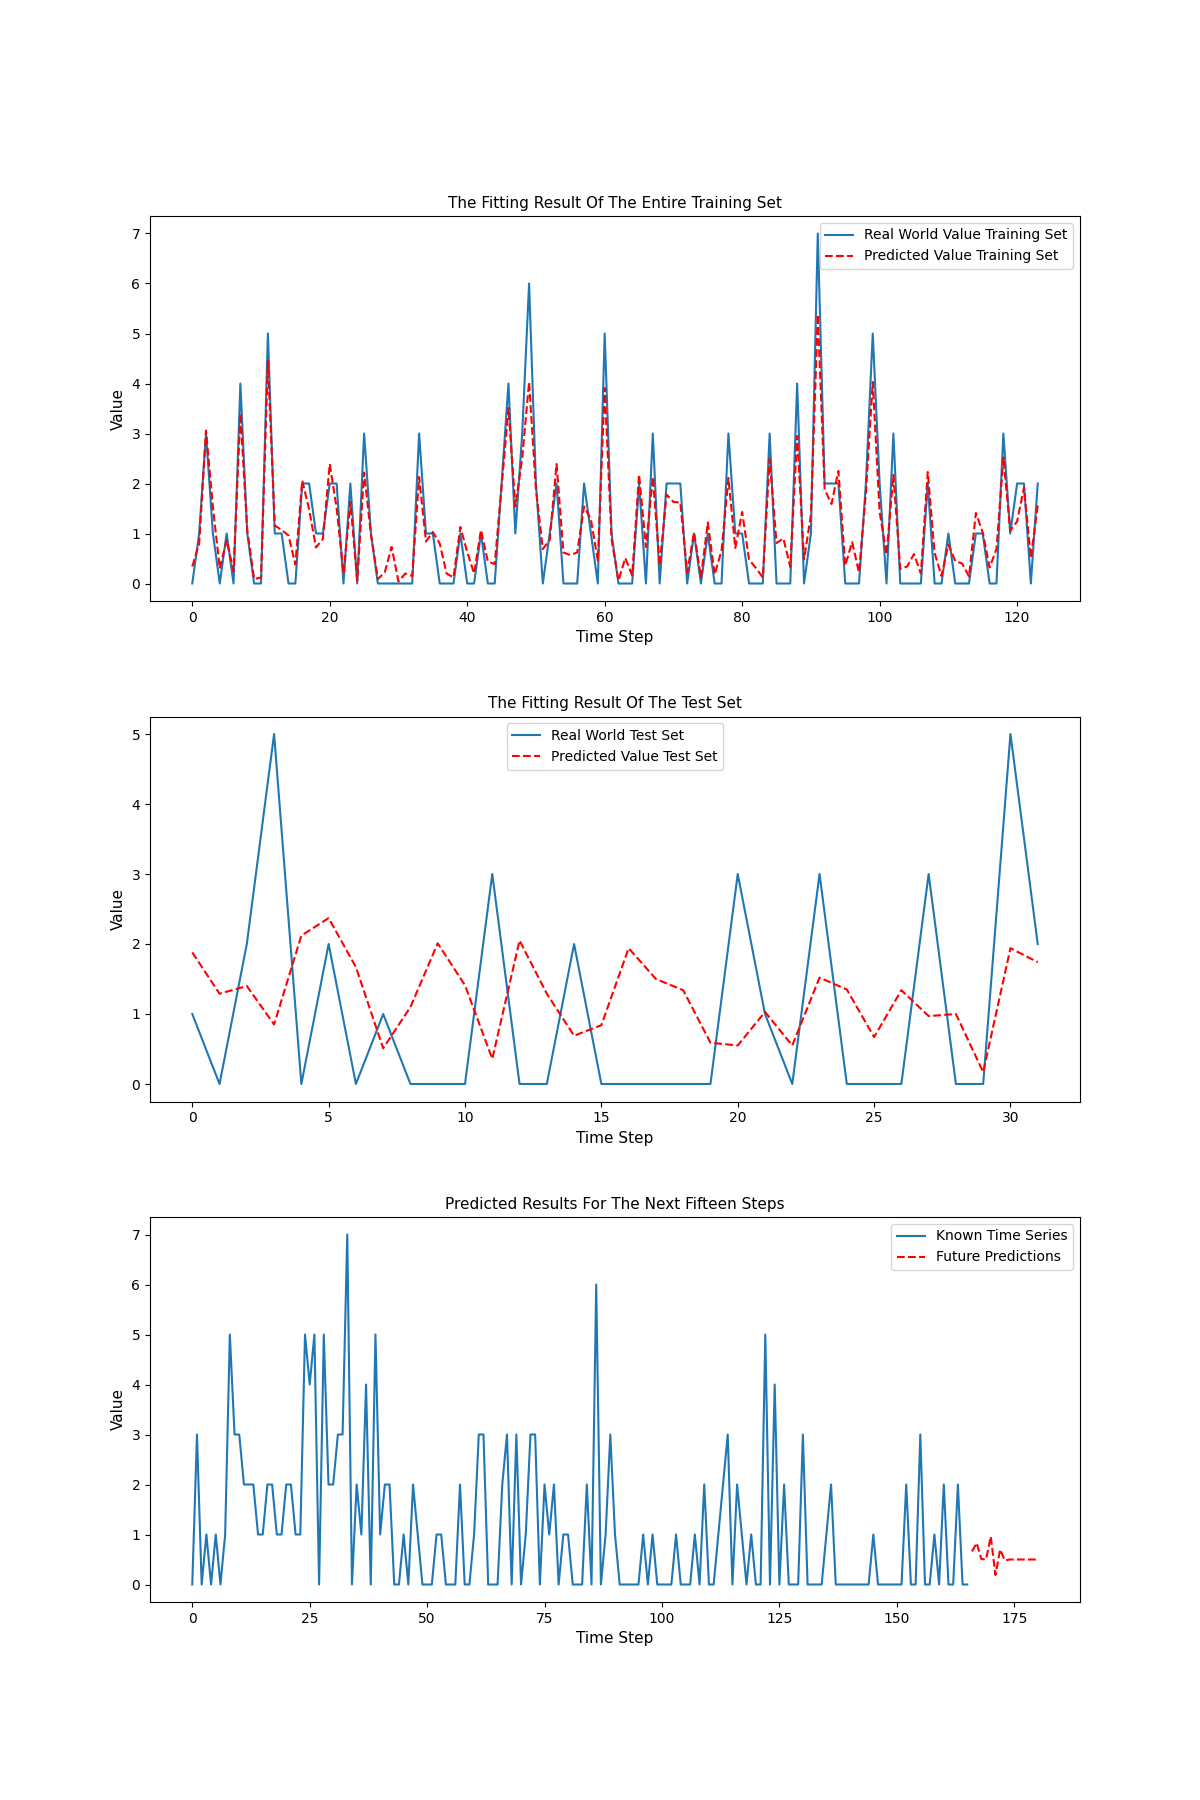 The Fitting Result Of The Entire Training Set
7
6
5
4
3
2
1
0
Value
Real World Value Training Set
Predicted Value Training Set
0 20 40 60 80 100 120
Time Step
The Fitting Result Of The Test Set
5
4
3
2
1
0
Value
Real World Test Set
Predicted Value Test Set
0 5 10 15 20 25 30
Time Step
Predicted Results For The Next Fifteen Steps
7
6
5
4
3
2
1
0
Value
Known Time Series
Future Predictions
0 25 50 75 100 125 150 175
Time Step